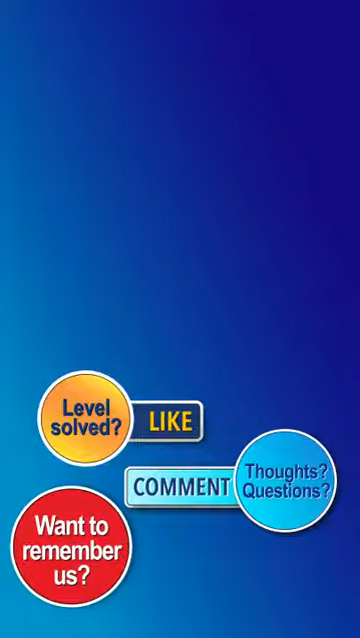 Level
solved?
LIKE
Thoughts?
Questions?
COMMENT
Want to
remember
us?